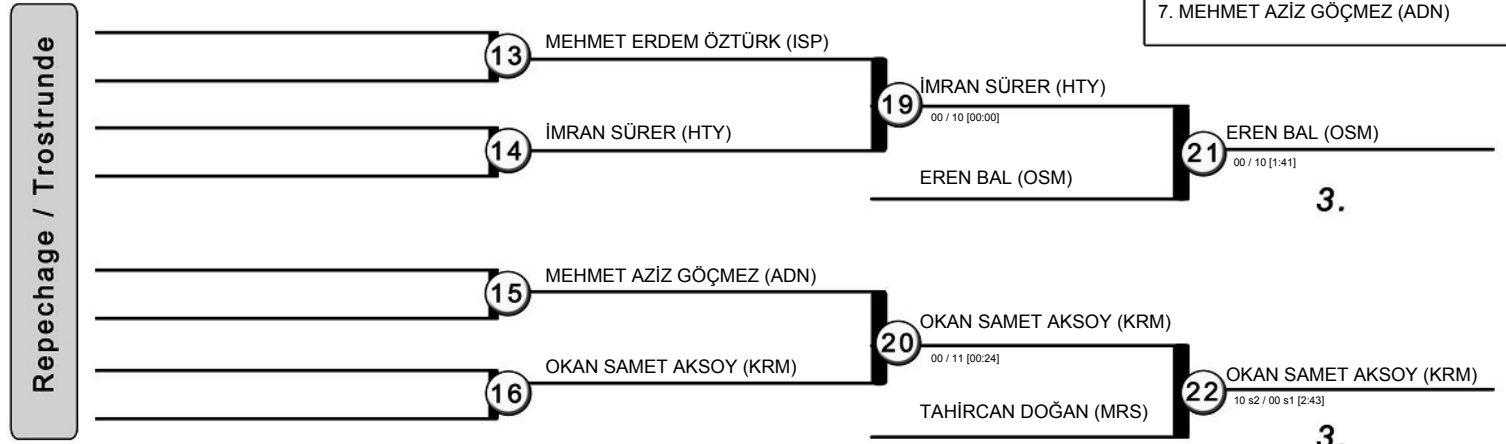 7. MEHMET AZİZ GÖÇMEZ (ADN)
Repechage / Trostrunde
13
MEHMET ERDEM ÖZTÜRK (ISP)
14
İMRAN SÜRER (HTY)
19
İMRAN SÜRER (HTY)
00 / 10 [00:00]
EREN BAL (OSM)
21
EREN BAL (OSM)
00 / 10 [1:41]
3.
15
MEHMET AZİZ GÖÇMEZ (ADN)
16
OKAN SAMET AKSOY (KRM)
20
OKAN SAMET AKSOY (KRM)
00 / 11 [00:24]
TAHİRCAN DOĞAN (MRS)
22
OKAN SAMET AKSOY (KRM)
10 s2 / 00 s1 [2:43]
3.